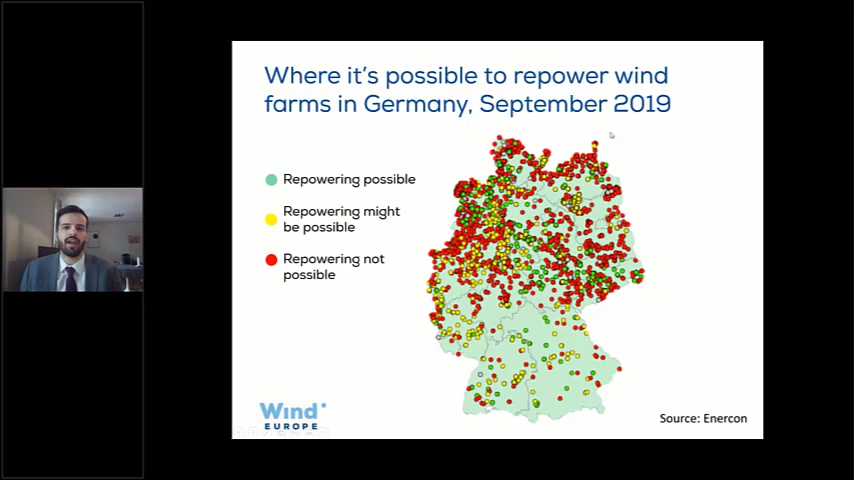 Where it's possible to repower wind
farms in Germany, September 2019
Repowering possible
Repowering might
be possible
Repowering not
possible
Wind
EUROPE
Source: Enercon